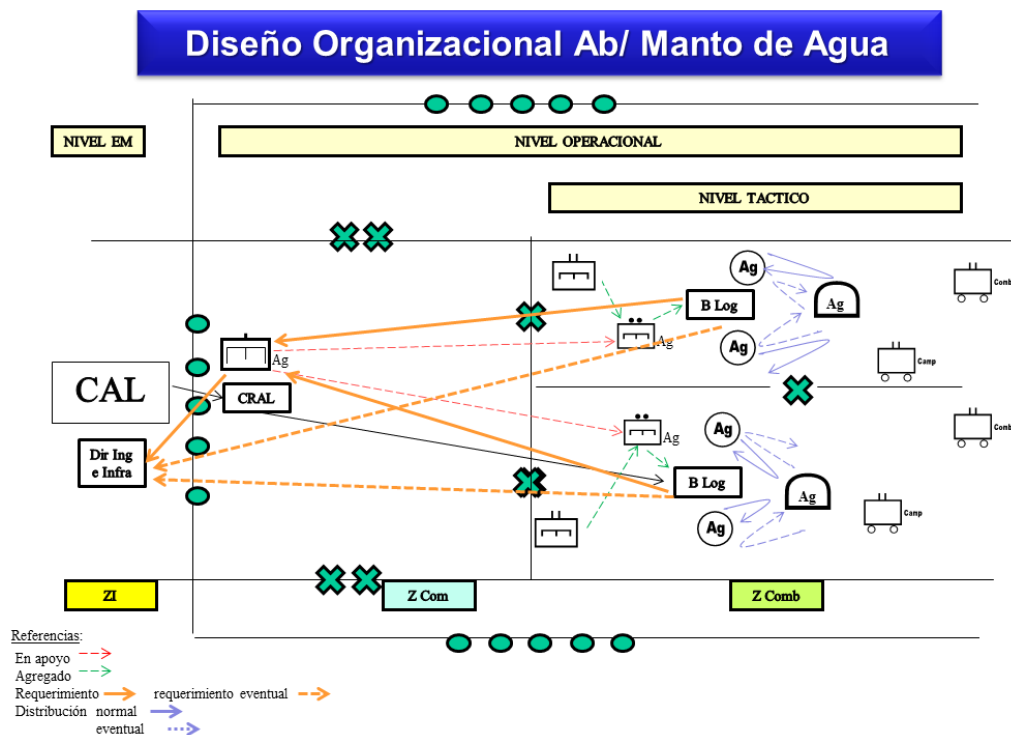 Diseño Organizacional Ab/ Manto de Agua
NIVEL EM
NIVEL OPERACIONAL
NIVEL TACTICO
Ag
B Log
Ag
Comb
Ag
Ag
Ag
Ag
Camp
CAL
CRAL
Comb
Ag
Ag
Dir Ing
e Infra
B Log
Ag
Ag
Camp
ZI
Z Com
Z Comb
Referencias:
En apoyo
Agregado
Requerimiento requerimiento eventual
Distribución normal
eventual